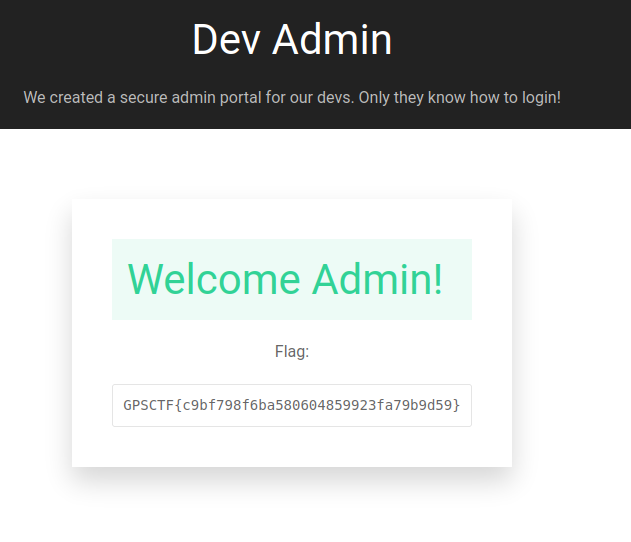 Dev Admin
We created a secure admin portal for our devs. Only they know how to login!
Welcome Admin!
Flag:
GPSCTF{c9bf798f6ba580604859923fa79b9d59}